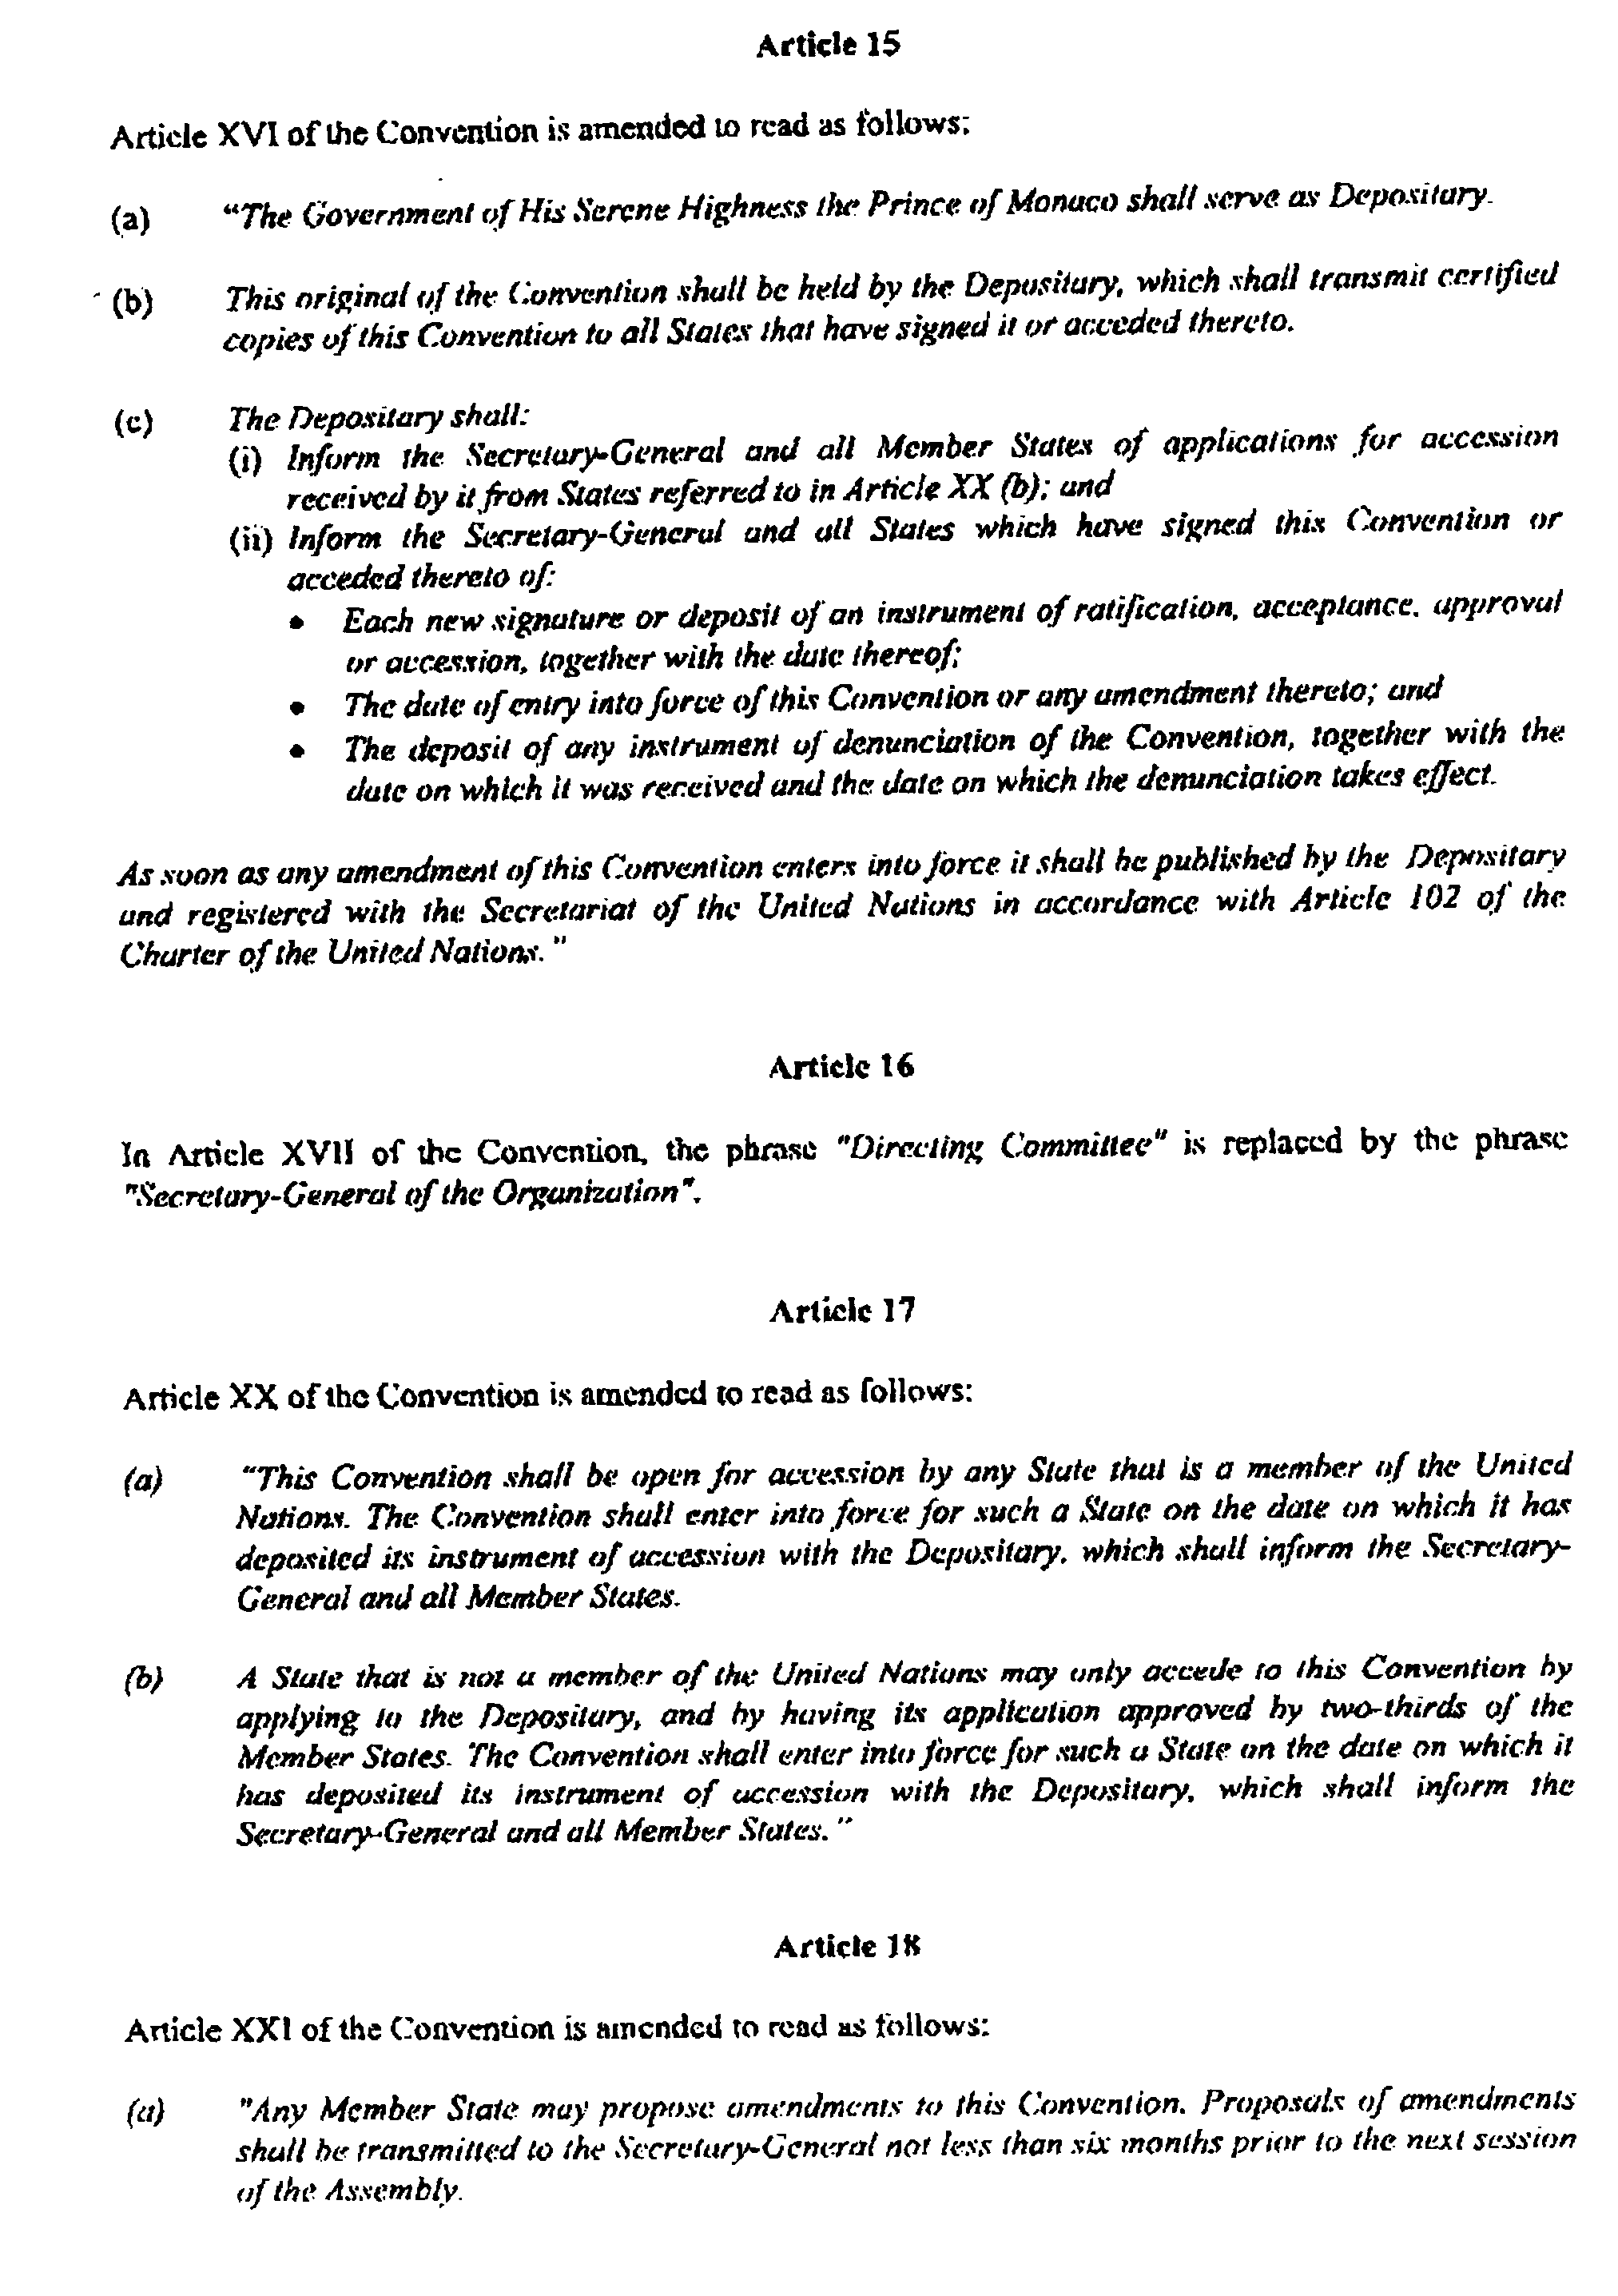 Article 15
Article XVI of the Convention is amended to read as follows:
(a) “The Government of His Serene Highness the Prince of Monaco shall serve as Depositary.
(b) This original of the Convention shall be held by the Depositary, which shall transmit certified
copies of this Convention to all States that have signed it or acceded thereto.
(c) The Depositary shall:
(i) Inform the Secretary-General and all Member States of applications for accession
received by it from States referred to in Article XX (b); and
(ii) Inform the Secretary-General and all States which have signed this Convention or
acceded thereto of:
• Each new signature or deposit of an instrument of ratification, acceptance, approval
or accession, together with the date thereof;
• The date of entry into force of this Convention or any amendment thereto; and
• The deposit of any instrument of denunciation of the Convention, together with the
date on which it was received and the date on which the denunciation takes effect.
As soon as any amendment of this Convention enters into force it shall be published by the Depositary
and registered with the Secretariat of the United Nations in accordance with Article 102 of the
Charter of the United Nations.”
Article 16
In Article XVII of the Convention, the phrase "Directing Committee" is replaced by the phrase
"Secretary-General of the Organization".
Article 17
Article XX of the Convention is amended to read as follows:
(a) “This Convention shall be open for accession by any State that is a member of the United
Nations. The Convention shall enter into force for such a State on the date on which it has
deposited its instrument of accession with the Depositary, which shall inform the Secretary-
General and all Member States.
(b) A State that is not a member of the United Nations may only accede to this Convention by
applying to the Depositary, and by having its application approved by two-thirds of the
Member States. The Convention shall enter into force for such a State on the date on which it
has deposited its instrument of accession with the Depositary, which shall inform the
Secretary-General and all Member States.”
Article 18
Article XXI of the Convention is amended to read as follows:
(a) "Any Member State may propose amendments to this Convention. Proposals of amendments
shall be transmitted to the Secretary-General not less than six months prior to the next session
of the Assembly.